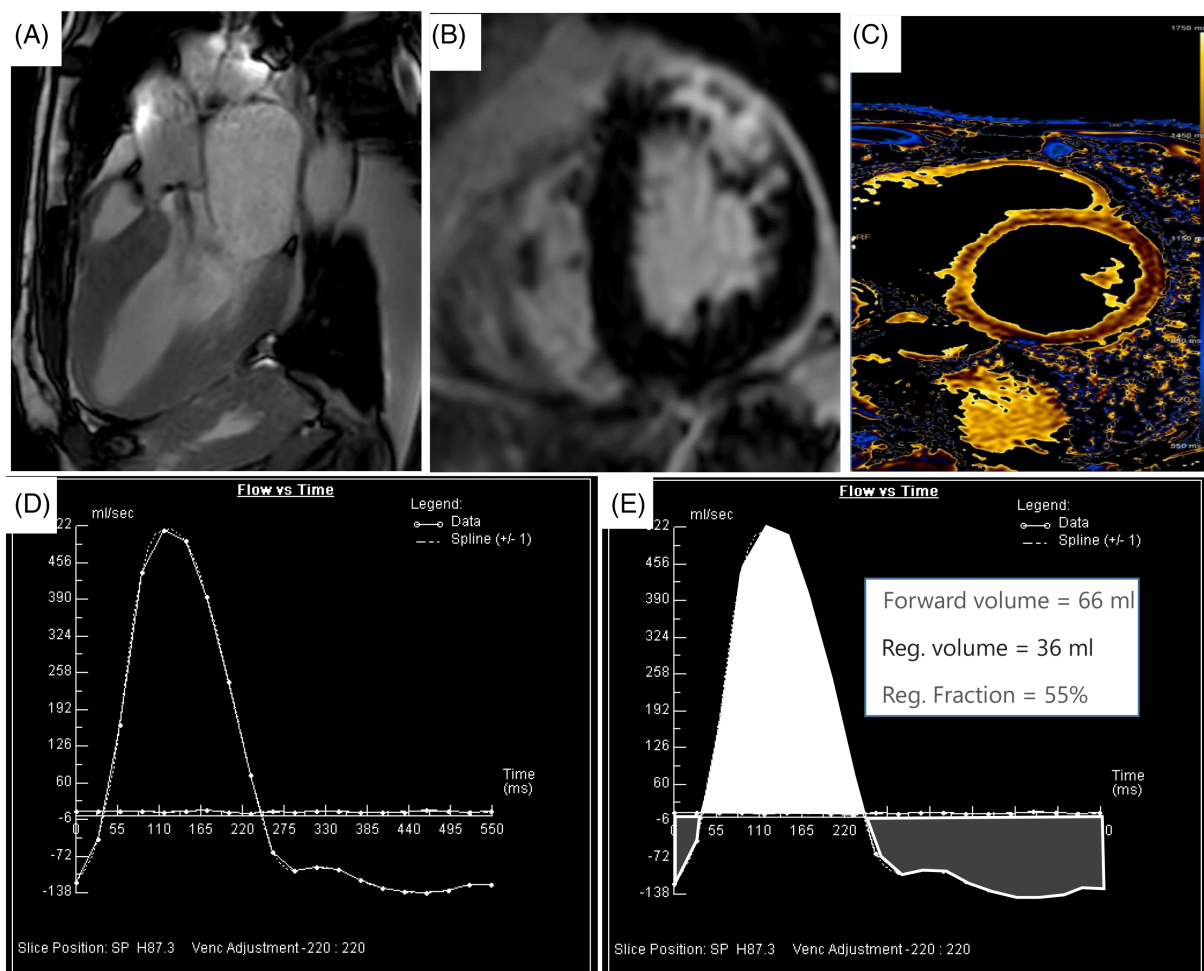 (A)
(B)
(C)
1750 ms
1450 ms
1150 ms
RF
850 ms
550 ms
(D)
Flow vs Time
ml/sec
Legend:
Data
Spline (+/- 1)
22
456
390
324
258
192
126
60
-6
-72
-138
Time
(ms)
55 110 165 220 275 330 385 440 495 550
Slice Position: SP H87.3 Venc Adjustment -220 : 220
(E)
Flow vs Time
ml/sec
Legend:
Data
Spline (+/- 1)
22
456
390
324
258
192
126
60
-6
-72
-138
Forward volume = 66 ml
Reg. volume = 36 ml
Reg. Fraction = 55%
Time
(ms)
0 55 110 165 220 0
Slice Position: SP H87.3 Venc Adjustment -220 : 220